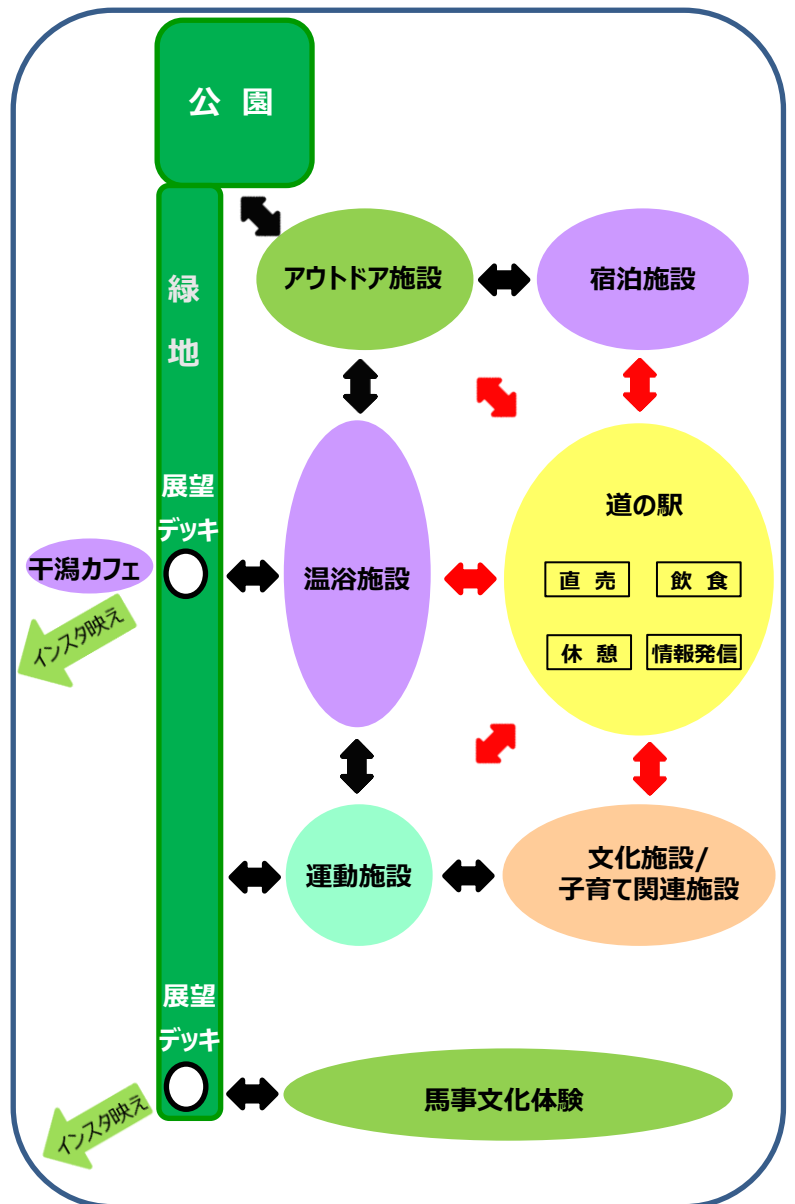 公 園
緑
地
アウトドア施設
宿泊施設
展望
デッキ
干潟カフェ
インスタ映え
温浴施設
道の駅
直 売
飲 食
休 憩
情報発信
運動施設
文化施設/
子育て関連施設
展望
デッキ
インスタ映え
馬事文化体験